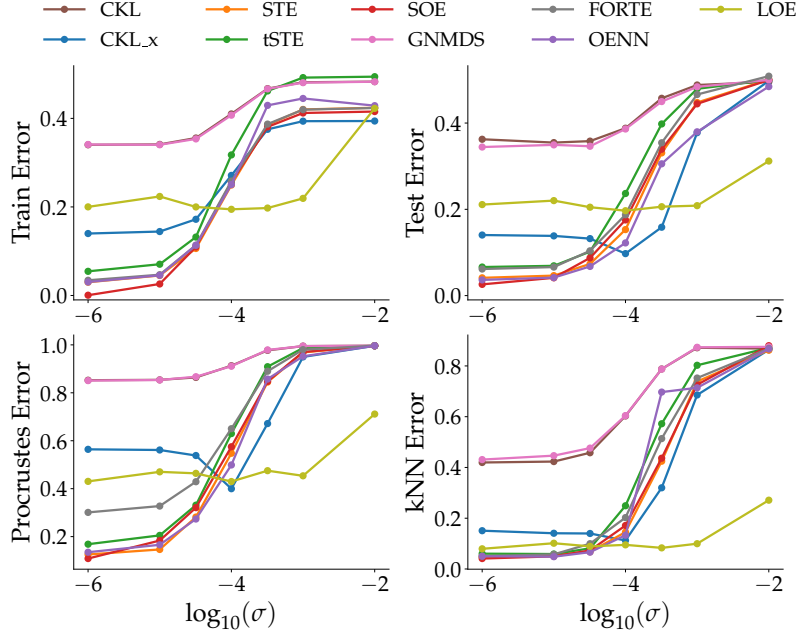 CKL STE SOE FORTE LOE
CKL_x tSTE GNMDS OENN
Train Error
0.4
0.2
0.0
−6 −4 −2
Test Error
0.4
0.2
0.0
−6 −4 −2
Procrustes Error
1.0
0.8
0.6
0.4
0.2
−6 −4 −2
log₁₀(σ)
kNN Error
0.8
0.6
0.4
0.2
0.0
−6 −4 −2
log₁₀(σ)